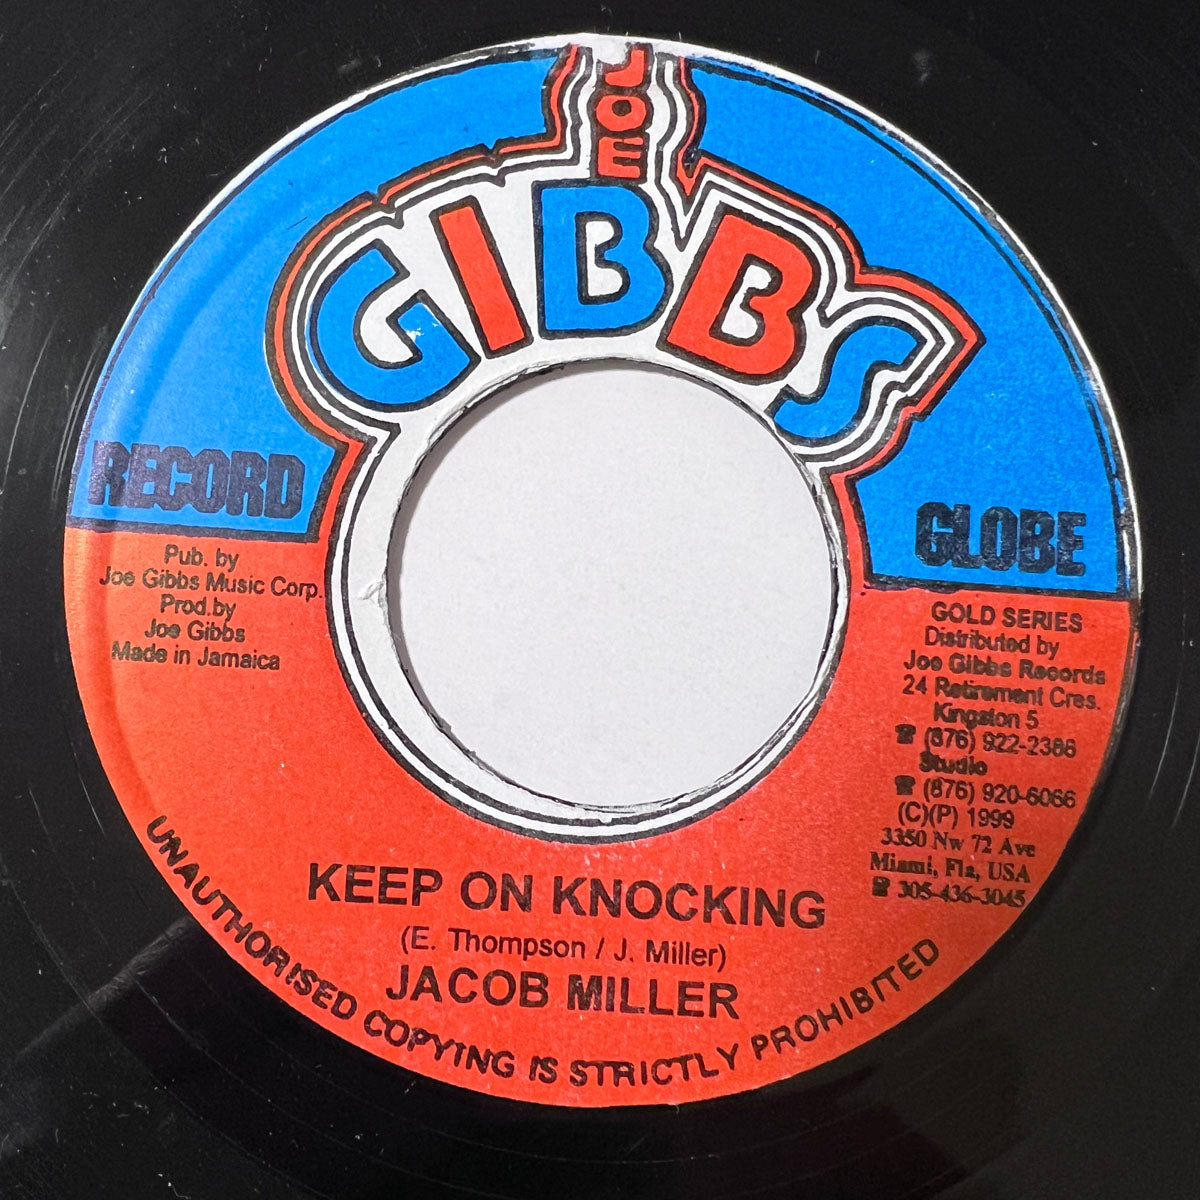 JOE
GIBBS
RECORD
GLOBE
Pub. by
Joe Gibbs Music Corp.
Prod.by
Joe Gibbs
Made in Jamaica
GOLD SERIES
Distributed by
Joe Gibbs Records
24 Retirement Cres.
Kingston 5
☎ (876) 922-2386
Studio
☎ (876) 920-6066
(C)(P) 1999
3350 Nw 72 Ave
Miami, Fla, USA
☎ 305-436-3045
KEEP ON KNOCKING
(E. Thompson / J. Miller)
JACOB MILLER
UNAUTHORISED COPYING IS STRICTLY PROHIBITED